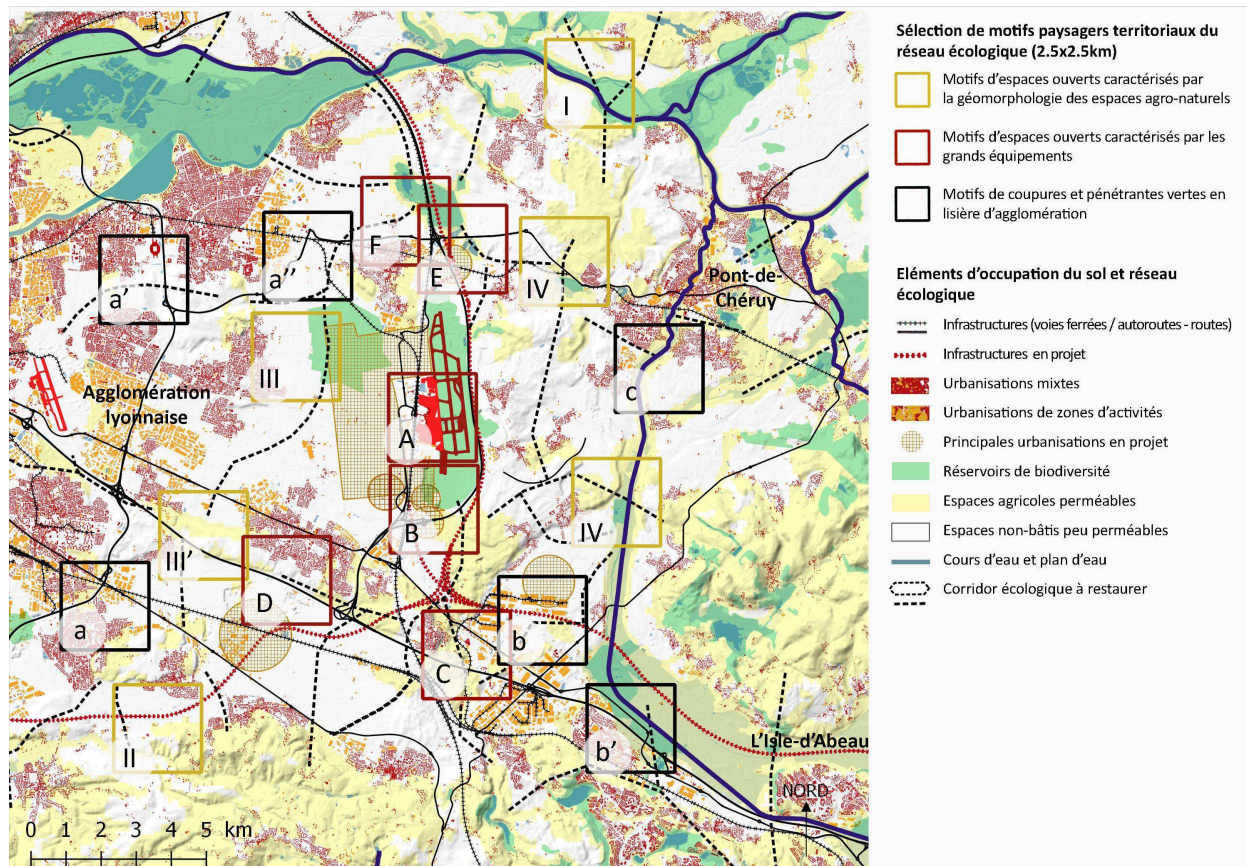 I
F
E
IV
a'
a''
Pont-de-
Chéruy
III
c
Agglomération
lyonnaise
A
B
IV
III'
D
b
a
C
II
b'
L'Isle-d'Abeau
NORD
0 1 2 3 4 5 km
Sélection de motifs paysagers territoriaux du
réseau écologique (2.5x2.5km)
Motifs d'espaces ouverts caractérisés par
la géomorphologie des espaces agro-naturels
Motifs d'espaces ouverts caractérisés par les
grands équipements
Motifs de coupures et pénétrantes vertes en
lisière d'agglomération
Eléments d'occupation du sol et réseau
écologique
Infrastructures (voies ferrées / autoroutes - routes)
Infrastructures en projet
Urbanisations mixtes
Urbanisations de zones d'activités
Principales urbanisations en projet
Réservoirs de biodiversité
Espaces agricoles perméables
Espaces non-bâtis peu perméables
Cours d'eau et plan d'eau
Corridor écologique à restaurer